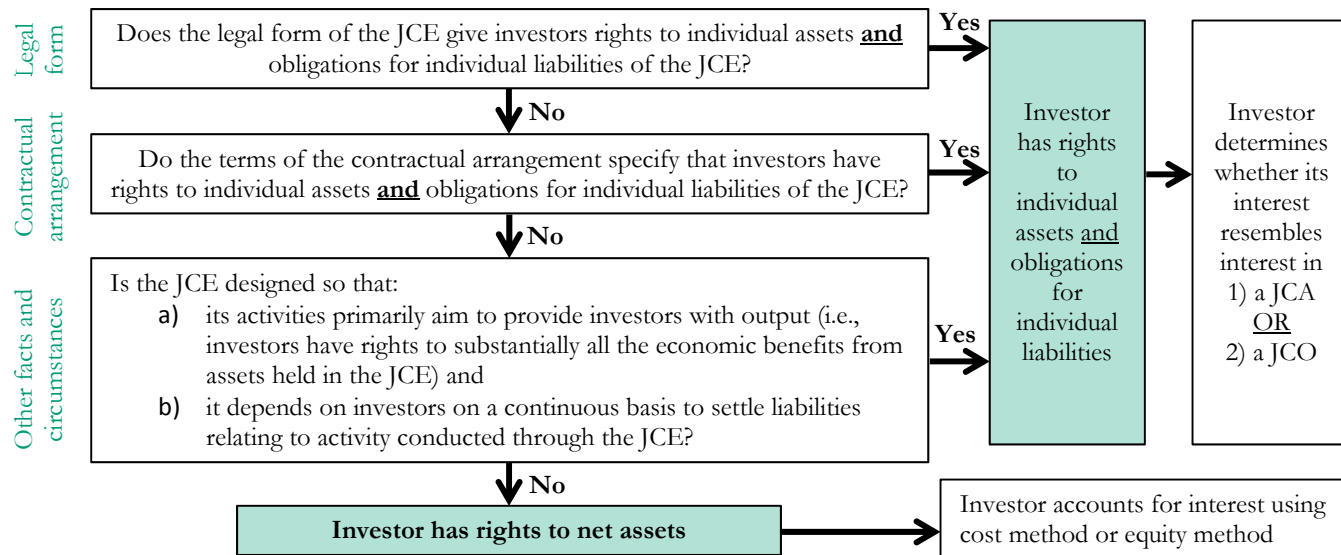 Legal
form
Does the legal form of the JCE give investors rights to individual assets and
obligations for individual liabilities of the JCE?
Yes
No
Contractual
arrangement
Do the terms of the contractual arrangement specify that investors have
rights to individual assets and obligations for individual liabilities of the JCE?
Yes
No
Other facts and
circumstances
Is the JCE designed so that:
a) its activities primarily aim to provide investors with output (i.e.,
investors have rights to substantially all the economic benefits from
assets held in the JCE) and
b) it depends on investors on a continuous basis to settle liabilities
relating to activity conducted through the JCE?
Yes
No
Investor
has rights
to
individual
assets and
obligations
for
individual
liabilities
Investor
determines
whether its
interest
resembles
interest in
1) a JCA
OR
2) a JCO
Investor has rights to net assets
Investor accounts for interest using
cost method or equity method